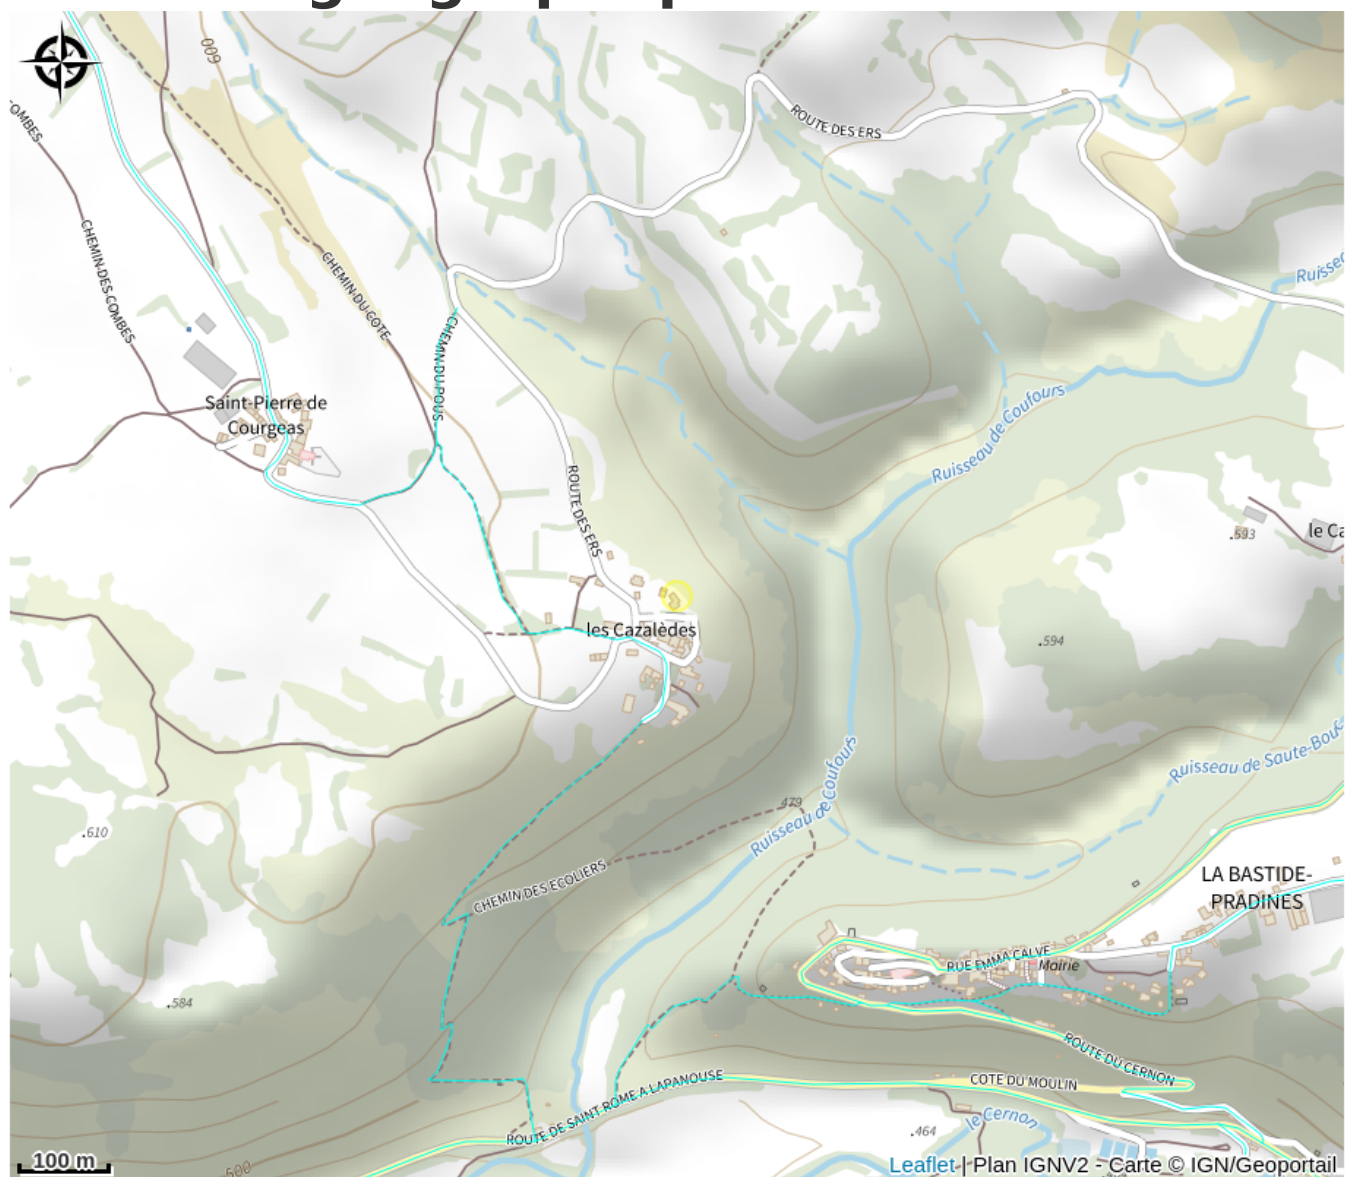 600
COMBES
ROUTE DES ERS
CHEMIN DES COMBES
CHEMIN DU COTE
Ruisseau
CHEMIN DU POUS
Saint-Pierre de
Courgeas
Ruisseau de Coufours
ROUTE DES ERS
.593
le Ca
les Cazalèdes
.594
Ruisseau de Saute-Bouc
Ruisseau de Coufours
479
.610
CHEMIN DES ECOLIERS
LA BASTIDE-
PRADINES
RUE EMMA CALVE
Mairie
.584
ROUTE DU CERNON
COTE DU MOULIN
ROUTE DE SAINT ROME A LAPANOUSE
le Cernon
.464
500
100 m
Leaflet | Plan IGNV2 - Carte © IGN/Geoportail